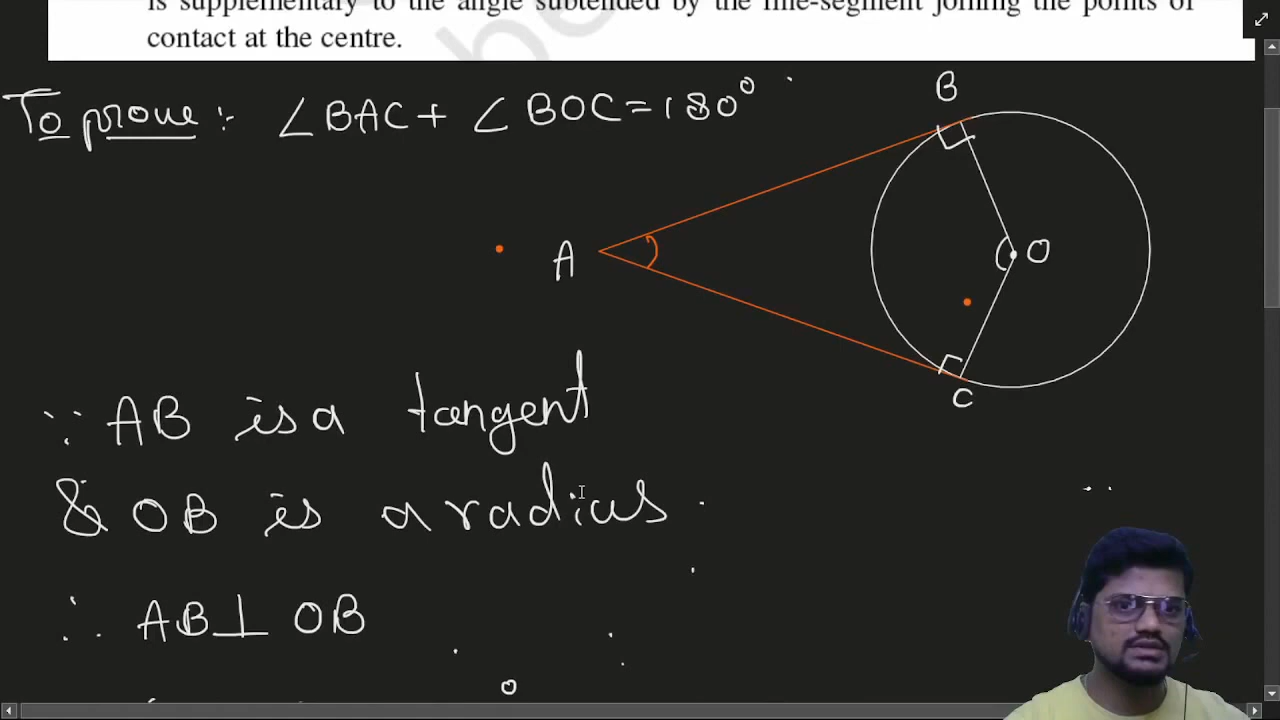 is supplementary to the angle subtended by the line-segment joining the points of
contact at the centre.
To prove :- ∠BAC + ∠BOC = 180°
B
A
O
C
∵ AB is a tangent
& OB is a radius.
∴ AB ⊥ OB